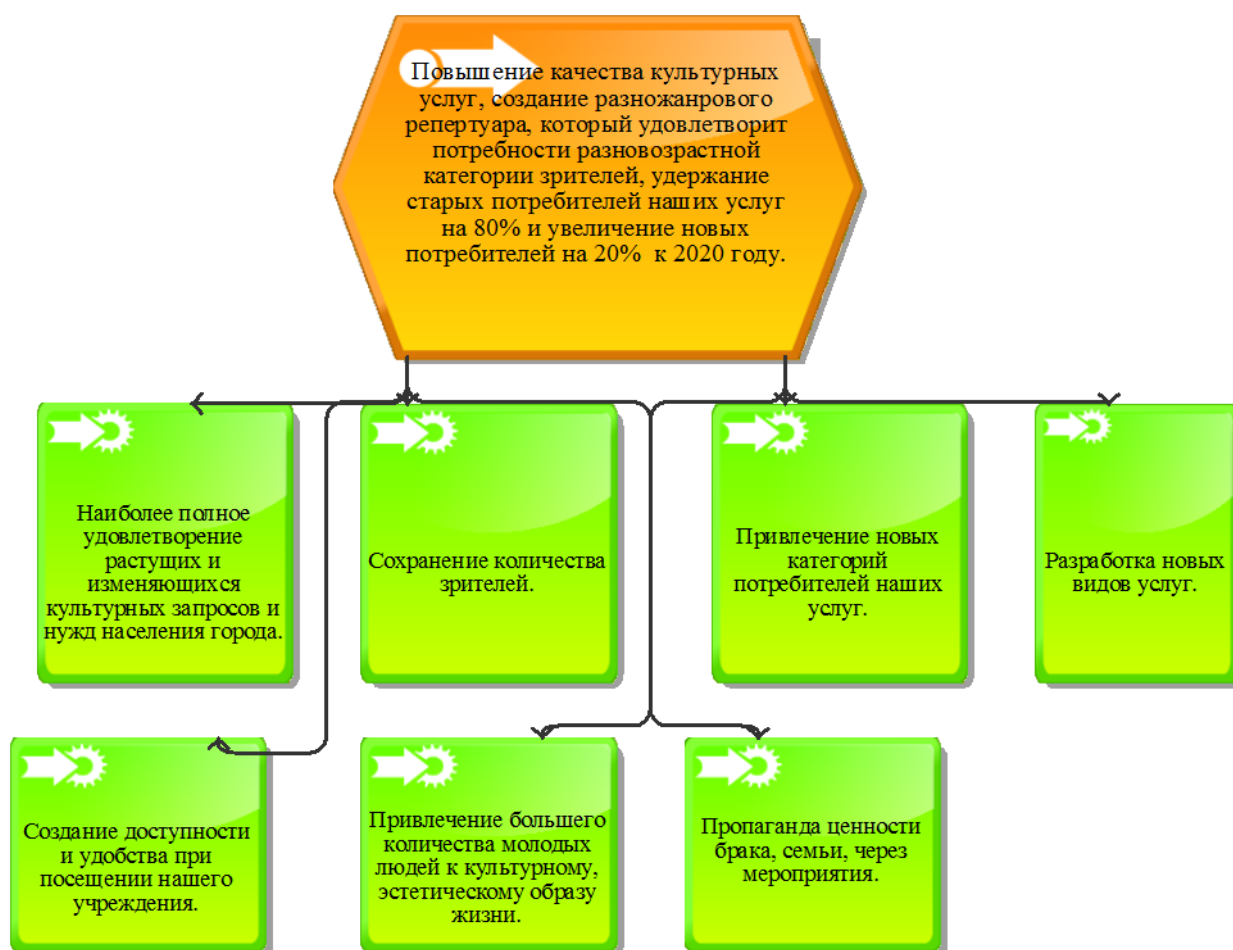 Повышение качества культурных
услуг, создание разножанрового
репертуара, который удовлетворит
потребности разновозрастной
категории зрителей, удержание
старых потребителей наших услуг
на 80% и увеличение новых
потребителей на 20% к 2020 году.
Наиболее полное
удовлетворение
растущих и
изменяющихся
культурных запросов и
нужд населения города.
Сохранение количества
зрителей.
Привлечение новых
категорий
потребителей наших
услуг.
Разработка новых
видов услуг.
Создание доступности
и удобства при
посещении нашего
учреждения.
Привлечение большего
количества молодых
людей к культурному,
эстетическому образу
жизни.
Пропаганда ценности
брака, семьи, через
мероприятия.